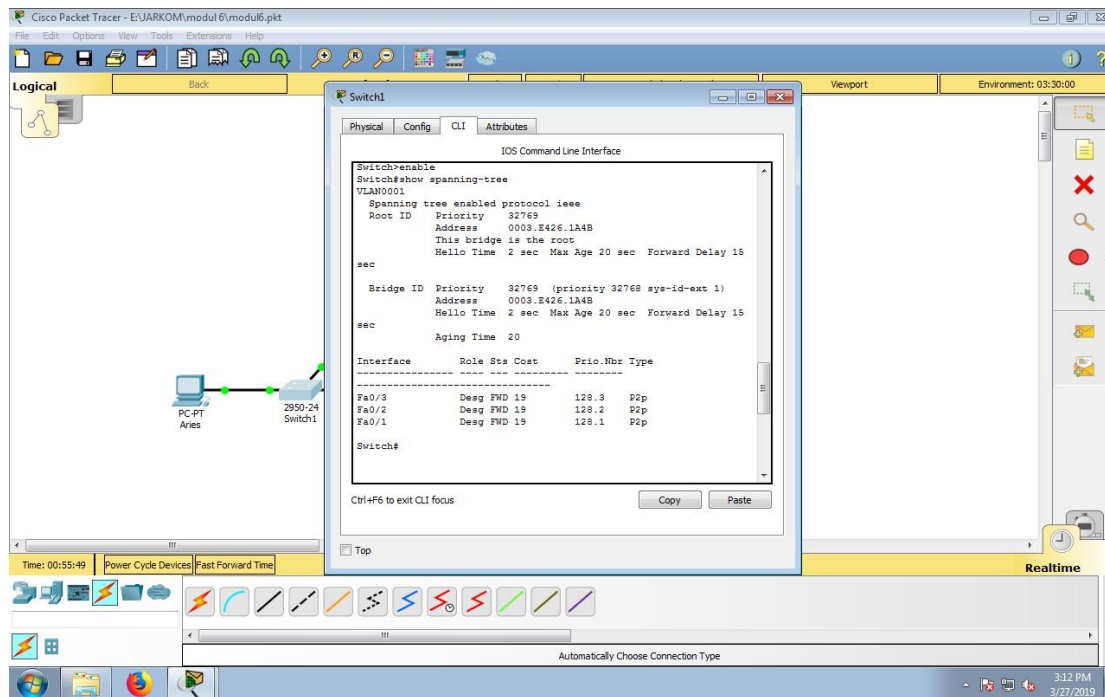 Cisco Packet Tracer - E:\JARKOM\modul 6\modul6.pkt
File Edit Options View Tools Extensions Help
Logical
Back
Viewport
Environment: 03:30:00
Switch1
Physical Config CLI Attributes
IOS Command Line Interface
Switch>enable
Switch#show spanning-tree
VLAN0001
Spanning tree enabled protocol ieee
Root ID Priority 32769
Address 0003.E426.1A4B
This bridge is the root
Hello Time 2 sec Max Age 20 sec Forward Delay 15
sec
Bridge ID Priority 32769 (priority 32768 sys-id-ext 1)
Address 0003.E426.1A4B
Hello Time 2 sec Max Age 20 sec Forward Delay 15
sec
Aging Time 20
Interface Role Sts Cost Prio.Nbr Type
---------------- ---- --- --------- --------
--------------------------------
Fa0/3 Desg FWD 19 128.3 P2p
Fa0/2 Desg FWD 19 128.2 P2p
Fa0/1 Desg FWD 19 128.1 P2p
Switch#
Ctrl+F6 to exit CLI focus
Copy
Paste
Top
PC-PT
Aries
2950-24
Switch1
Time: 00:55:49 Power Cycle Devices Fast Forward Time
Realtime
Automatically Choose Connection Type
3:12 PM
3/27/2019